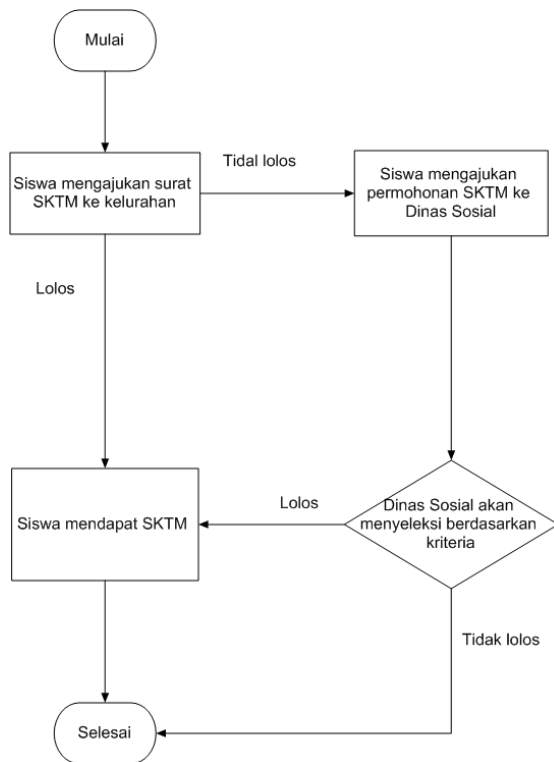 Mulai
Siswa mengajukan surat
SKTM ke kelurahan
Tidal lolos
Siswa mengajukan
permohonan SKTM ke
Dinas Sosial
Lolos
Siswa mendapat SKTM
Lolos
Dinas Sosial akan
menyeleksi berdasarkan
kriteria
Tidak lolos
Selesai